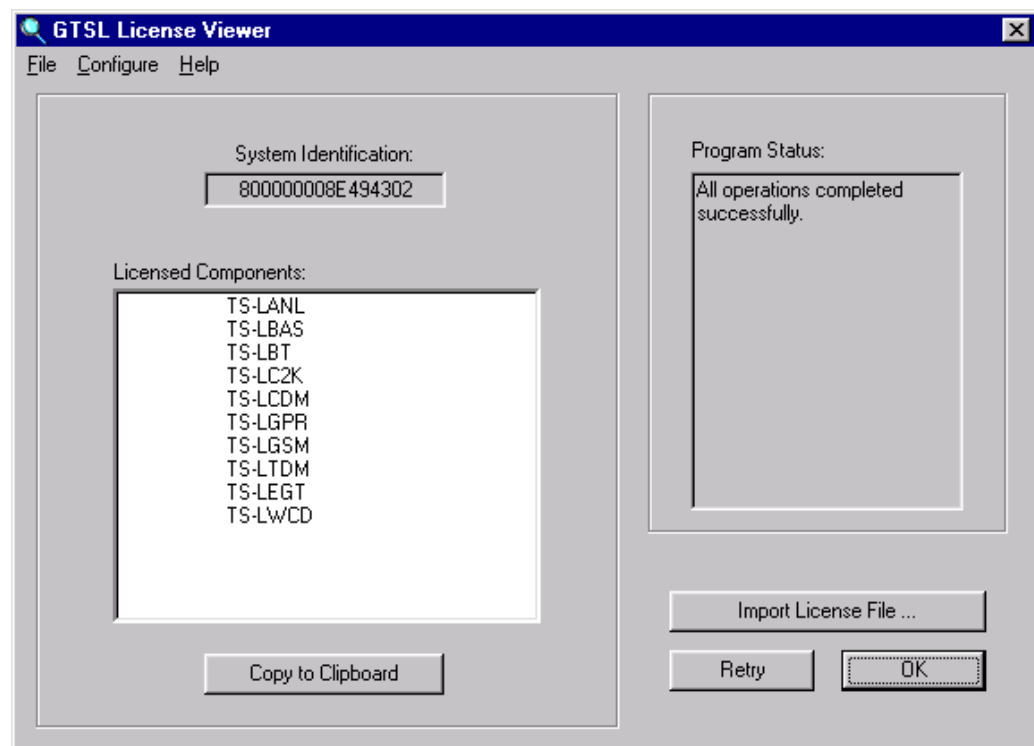 GTSL License Viewer
File Configure Help
System Identification:
800000008E494302
Licensed Components:
TS-LANL
TS-LBAS
TS-LBT
TS-LC2K
TS-LCDM
TS-LGPR
TS-LGSM
TS-LTDM
TS-LEGT
TS-LWCD
Copy to Clipboard
Program Status:
All operations completed
successfully.
Import License File ...
Retry OK